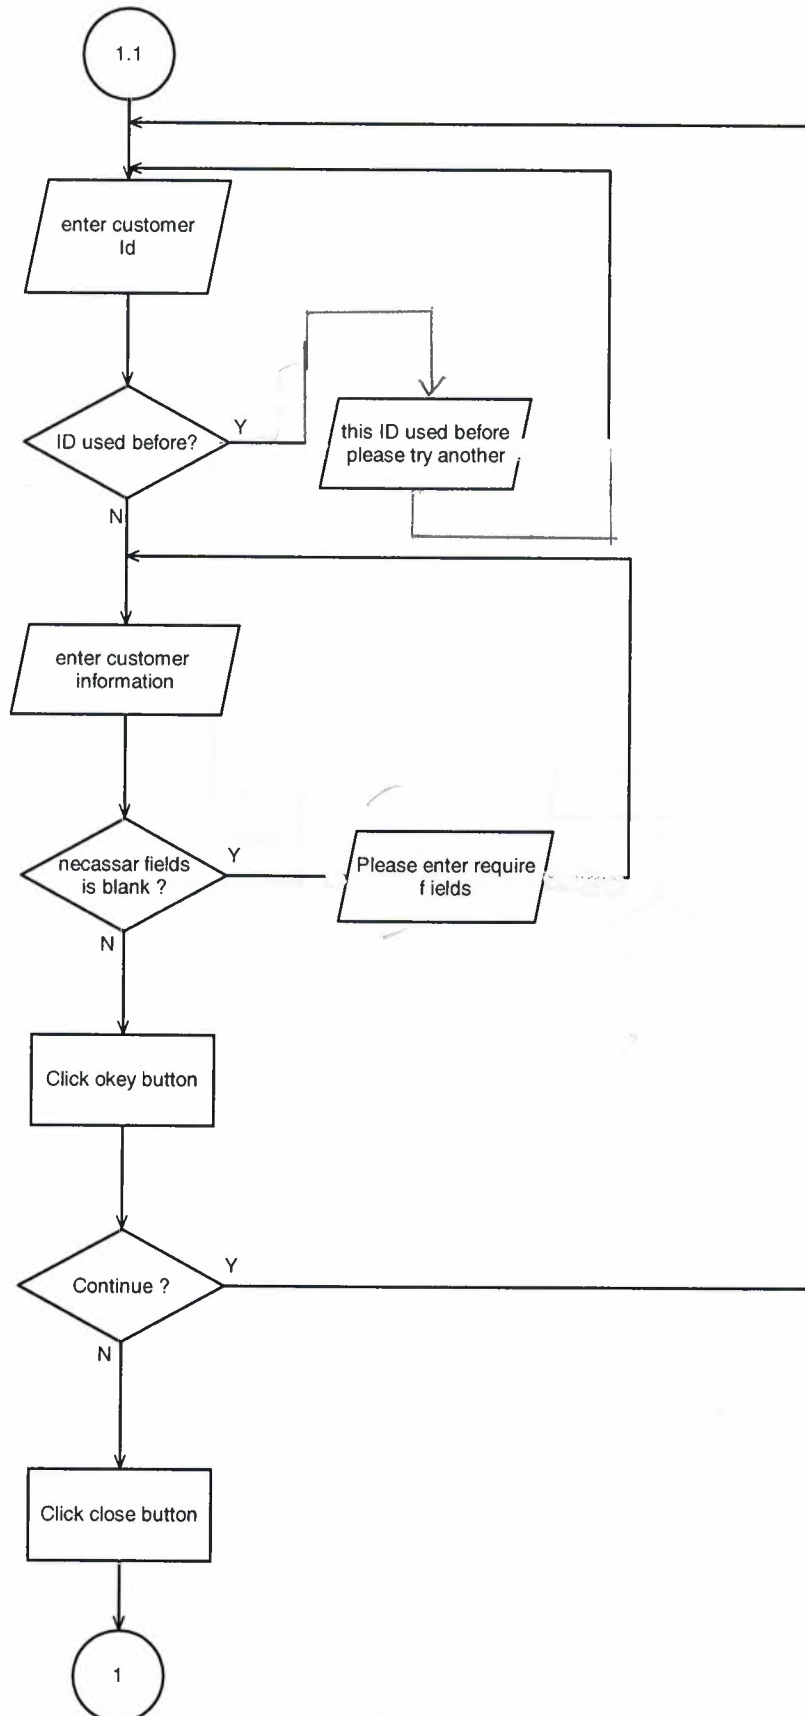 1.1
enter customer
Id
ID used before?
Y
this ID used before
please try another
N
enter customer
information
necassar fields
is blank ?
Y
Please enter require
f ields
N
Click okey button
Continue ?
Y
N
Click close button
1